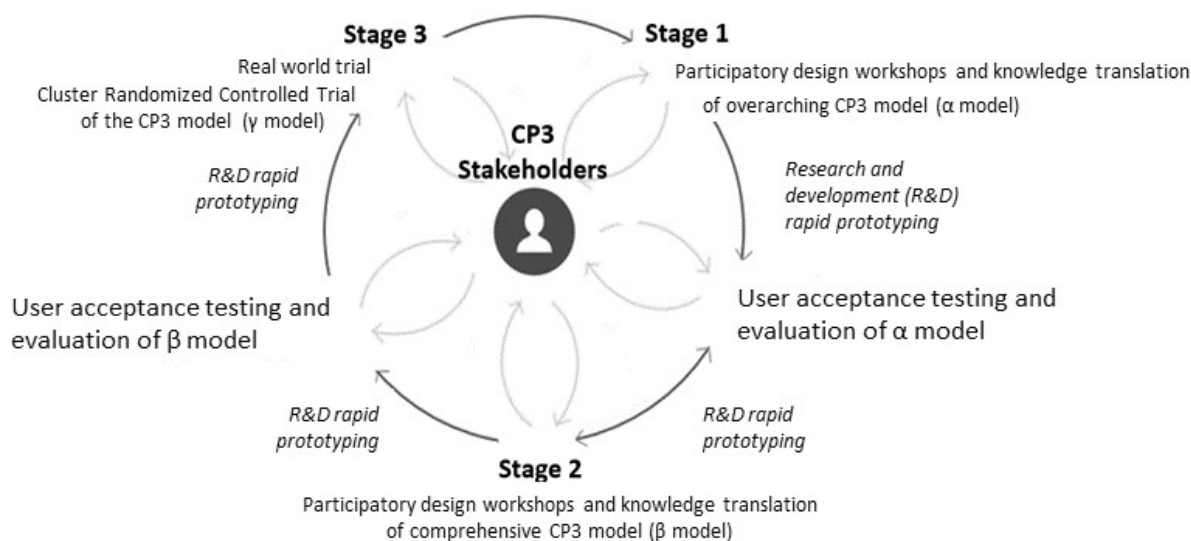 Stage 3
Real world trial
Cluster Randomized Controlled Trial
of the CP3 model (γ model)
Stage 1
Participatory design workshops and knowledge translation
of overarching CP3 model (α model)
CP3
Stakeholders
R&D rapid
prototyping
Research and
development (R&D)
rapid prototyping
User acceptance testing and
evaluation of β model
User acceptance testing and
evaluation of α model
R&D rapid
prototyping
R&D rapid
prototyping
Stage 2
Participatory design workshops and knowledge translation
of comprehensive CP3 model (β model)